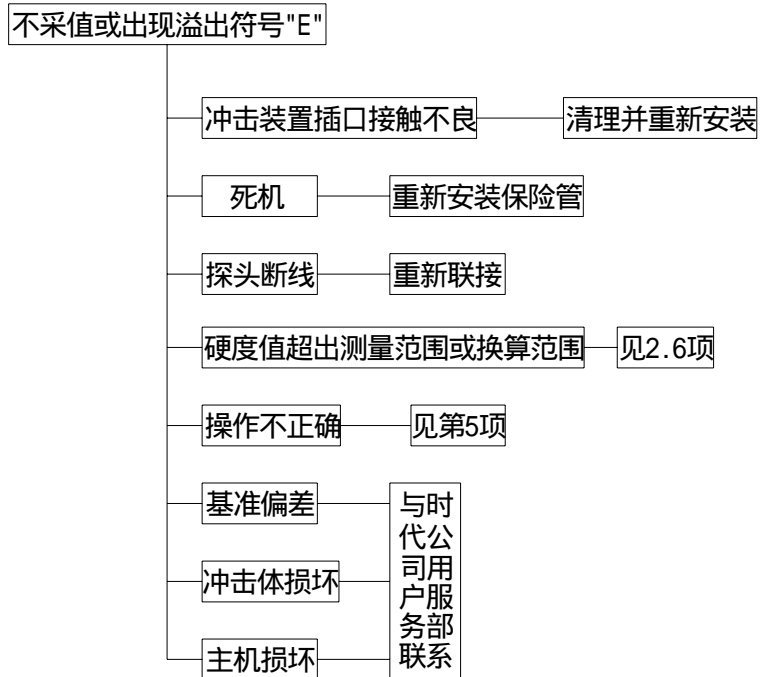 不采值或出现溢出符号"E"
冲击装置插口接触不良
清理并重新安装
死机
重新安装保险管
探头断线
重新联接
硬度值超出测量范围或换算范围
见2.6项
操作不正确
见第5项
基准偏差
冲击体损坏
主机损坏
与时
代公
司用
户服
务部
联系